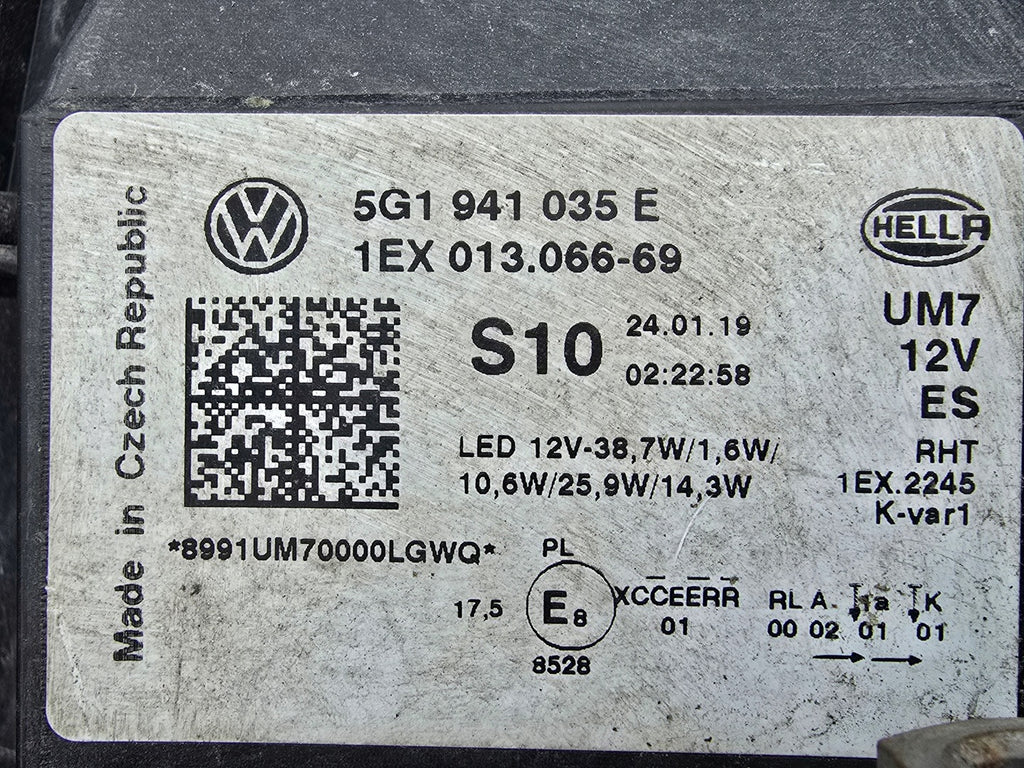 Made in Czech Republic
5G1 941 035 E
1EX 013.066-69
HELLA
S10
24.01.19
02:22:58
UM7
12V
ES
LED 12V-38,7W/1,6W/
10,6W/25,9W/14,3W
RHT
1EX.2245
K-var1
*8991UM70000LGWQ*
PL
17,5
E8
8528
XCCEERR
01
RL A 1a K
00 02 01 01